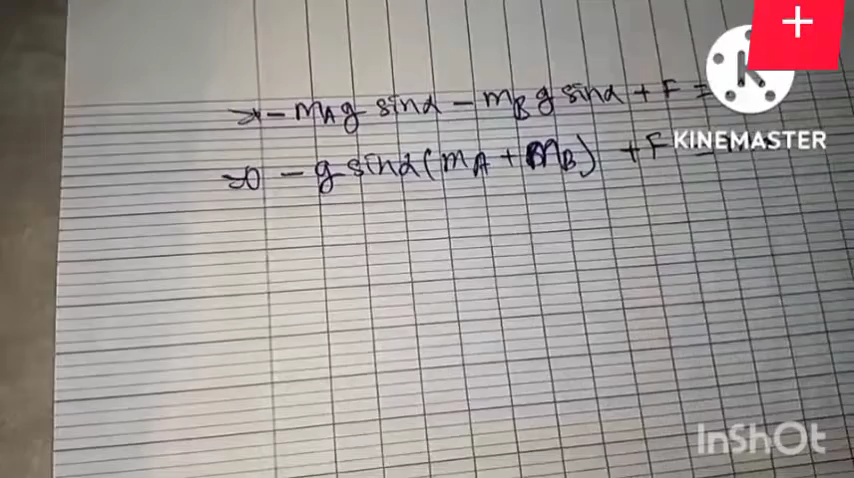 ⇒ - mAg sinα - mBg sinα + F =
⇒ - g sinα (mA + mB) + F =
KINEMASTER
InShOt